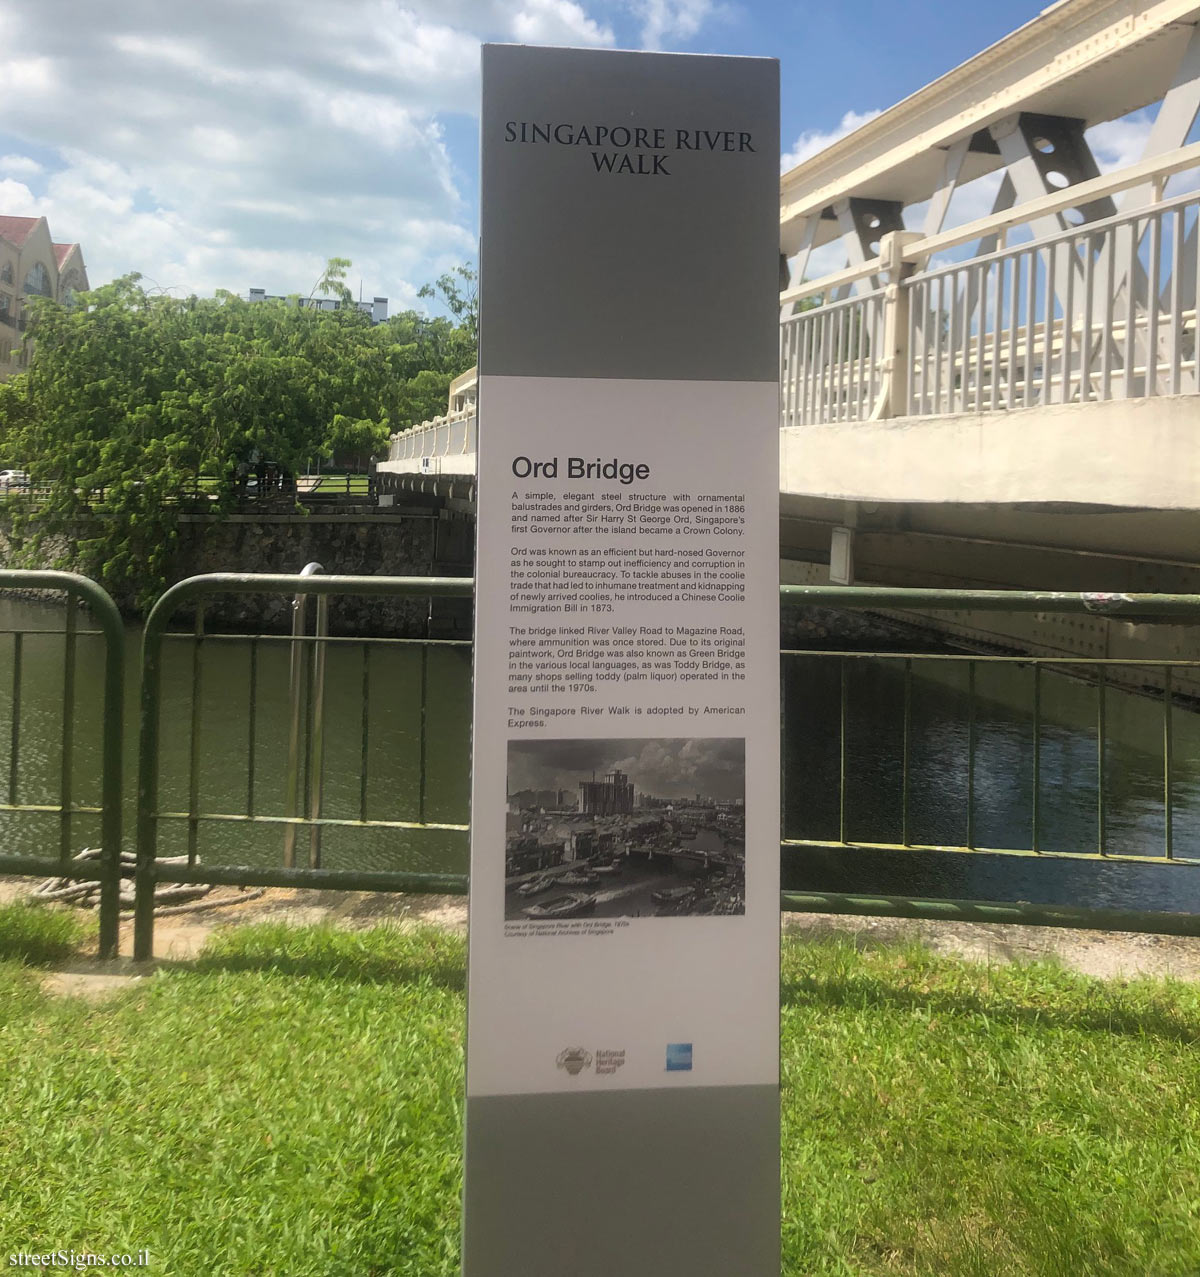 SINGAPORE RIVER
WALK
Ord Bridge
A simple, elegant steel structure with ornamental
balustrades and girders, Ord Bridge was opened in 1886
and named after Sir Harry St George Ord, Singapore's
first Governor after the island became a Crown Colony.
Ord was known as an efficient but hard-nosed Governor
as he sought to stamp out inefficiency and corruption in
the colonial bureaucracy. To tackle abuses in the coolie
trade that had led to inhumane treatment and kidnapping
of newly arrived coolies, he introduced a Chinese Coolie
Immigration Bill in 1873.
The bridge linked River Valley Road to Magazine Road,
where ammunition was once stored. Due to its original
paintwork, Ord Bridge was also known as Green Bridge
in the various local languages, as was Toddy Bridge, as
many shops selling toddy (palm liquor) operated in the
area until the 1970s.
The Singapore River Walk is adopted by American
Express.
Scene of Singapore River with Ord Bridge, 1970s
Courtesy of National Archives of Singapore
National
Heritage
Board
streetSigns.co.il